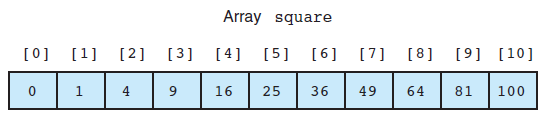 Array square
[0] [1] [2] [3] [4] [5] [6] [7] [8] [9] [10]
0 1 4 9 16 25 36 49 64 81 100